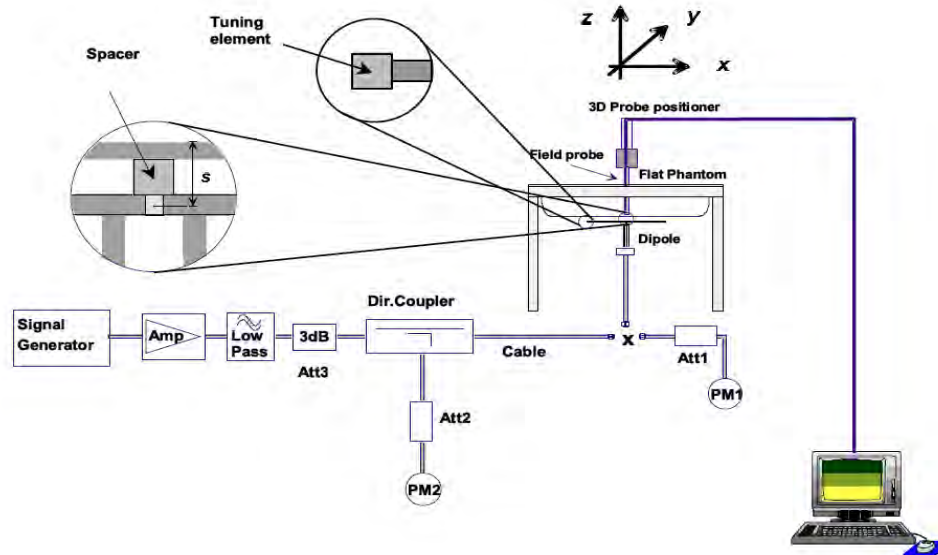 Tuning
element
Spacer
s
z
y
x
3D Probe positioner
Field probe
Flat Phantom
Dipole
Dir.Coupler
Signal
Generator
Amp
Low
Pass
3dB
Att3
Cable
x
Att1
PM1
Att2
PM2